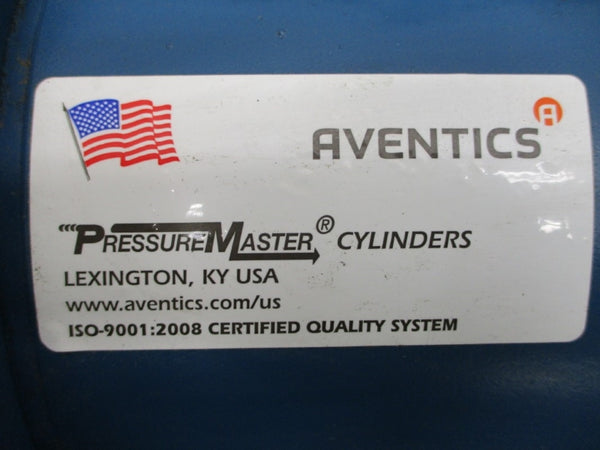 AVENTICS
PRESSUREMASTER® CYLINDERS
LEXINGTON, KY USA
www.aventics.com/us
ISO-9001:2008 CERTIFIED QUALITY SYSTEM